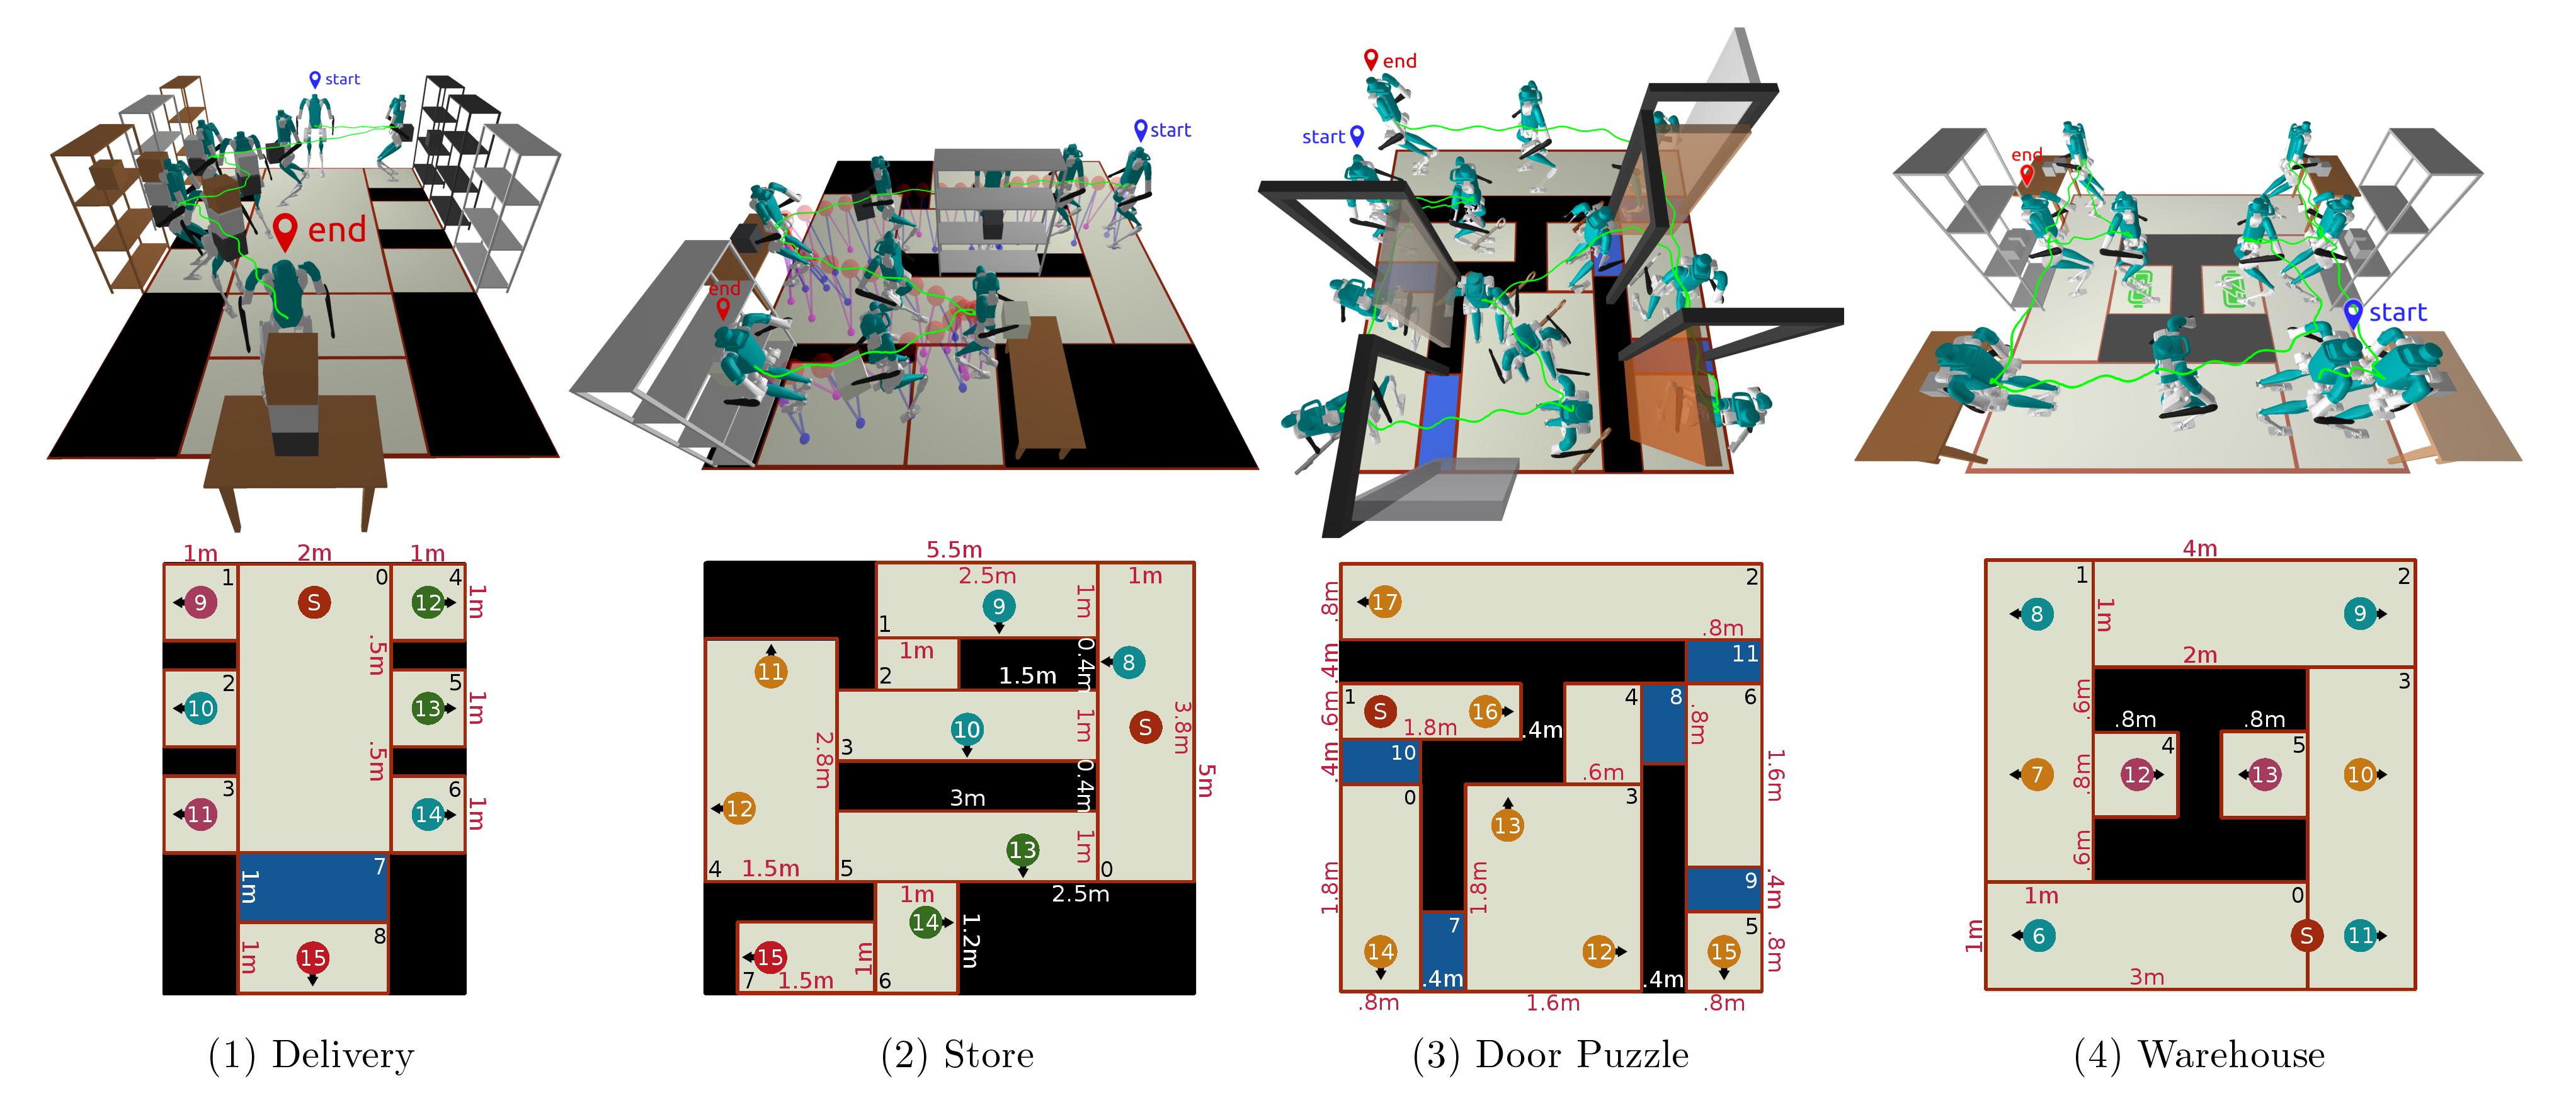 start
end
start
end
end
start
end
start
1m 2m 1m
1 0 4
9 S 12 1m
.5m
2 5
10 13 1m
.5m
3 6
11 14 1m
7
1m
8
1m 15
5.5m
2.5m 1m
9 1m
1
8
1m 0.4m
2 1.5m
11
10 1m S 3.8m
3 2.8m
5m
0.4m
3m
12
13 1m
4 1.5m 5 0
1m 2.5m
14 1.2m
15 1m
7 1.5m 6
2
.8m 17
.8m
.4m 11
1 4 8 6
.6m S 16 .8m
1.8m .4m
.4m 10 .6m 1.6m
0 3
13
1.8m 1.8m 9 .4m
7 5
14 12 15 .8m
.4m .4m
.8m 1.6m .8m
4m
1 2
8 1m 9
2m
3
.6m
.8m .8m
4 5
7 .8m 12 13 10
.6m
1m 0
1m 6 S 11
3m
(1) Delivery
(2) Store
(3) Door Puzzle
(4) Warehouse